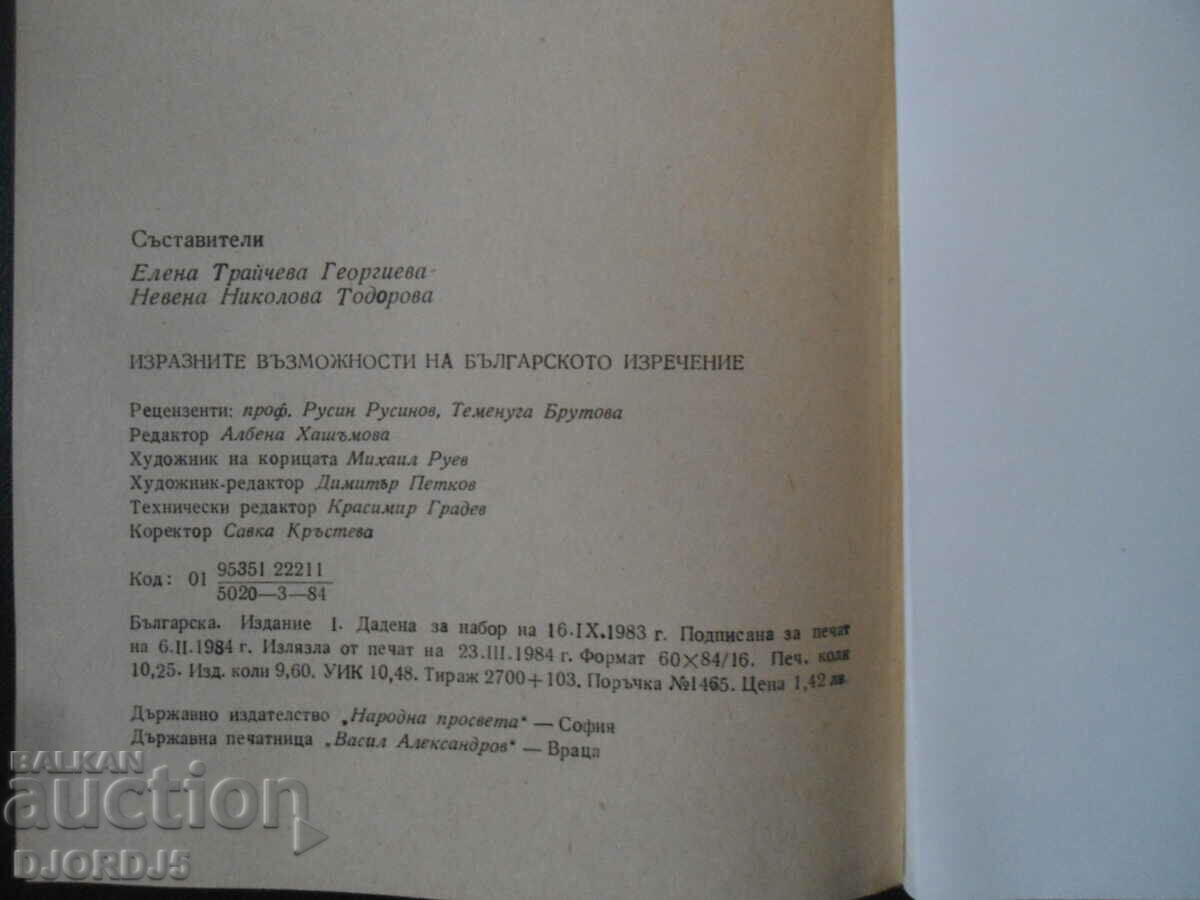 Съставители
Елена Трайчева Георгиева
Невена Николова Тодорова
ИЗРАЗНИТЕ ВЪЗМОЖНОСТИ НА БЪЛГАРСКОТО ИЗРЕЧЕНИЕ
Рецензенти: проф. Русин Русинов, Теменуга Брутова
Редактор Албена Хашъмова
Художник на корицата Михаил Руев
Художник-редактор Димитър Петков
Технически редактор Красимир Градев
Коректор Савка Кръстева
Код: 01 95351 22211
5020—3—84
Българска. Издание I. Дадена за набор на 16.IX.1983 г. Подписана за печат
на 6.II.1984 г. Излязла от печат на 23.III.1984 г. Формат 60×84/16. Печ. коли
10,25. Изд. коли 9,60. УИК 10,48. Тираж 2700+103. Поръчка №1465. Цена 1,42 лв.
Държавно издателство „Народна просвета“ — София
Държавна печатница „Васил Александров“ — Враца
BALKAN
auction
DJORDJ5